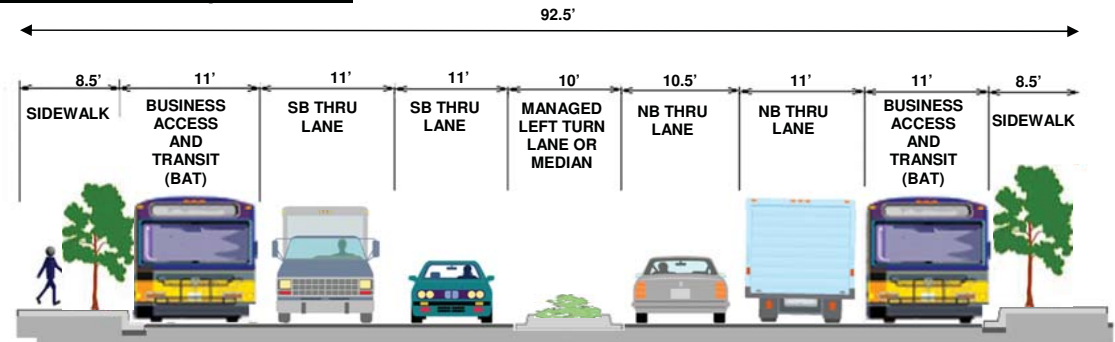 92.5’
8.5’
11’
11’
11’
10’
10.5’
11’
11’
8.5’
SIDEWALK
BUSINESS
ACCESS
AND
TRANSIT
(BAT)
SB THRU
LANE
SB THRU
LANE
MANAGED
LEFT TURN
LANE OR
MEDIAN
NB THRU
LANE
NB THRU
LANE
BUSINESS
ACCESS
AND
TRANSIT
(BAT)
SIDEWALK